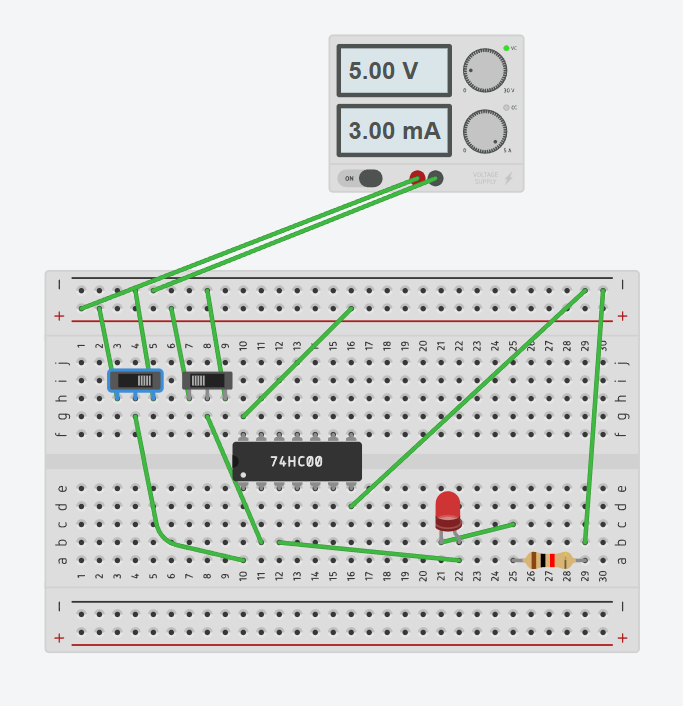 VC
5.00 V
0 30 V
CC
3.00 mA
0 5 A
ON
VOLTAGE
SUPPLY
− −
+ +
1 2 3 4 5 6 7 8 9 10 11 12 13 14 15 16 17 18 19 20 21 22 23 24 25 26 27 28 29 30
j j
i i
h h
g g
f f
74HC00
e e
d d
c c
b b
a a
1 2 3 4 5 6 7 8 9 10 11 12 13 14 15 16 17 18 19 20 21 22 23 24 25 26 27 28 29 30
− −
+ +